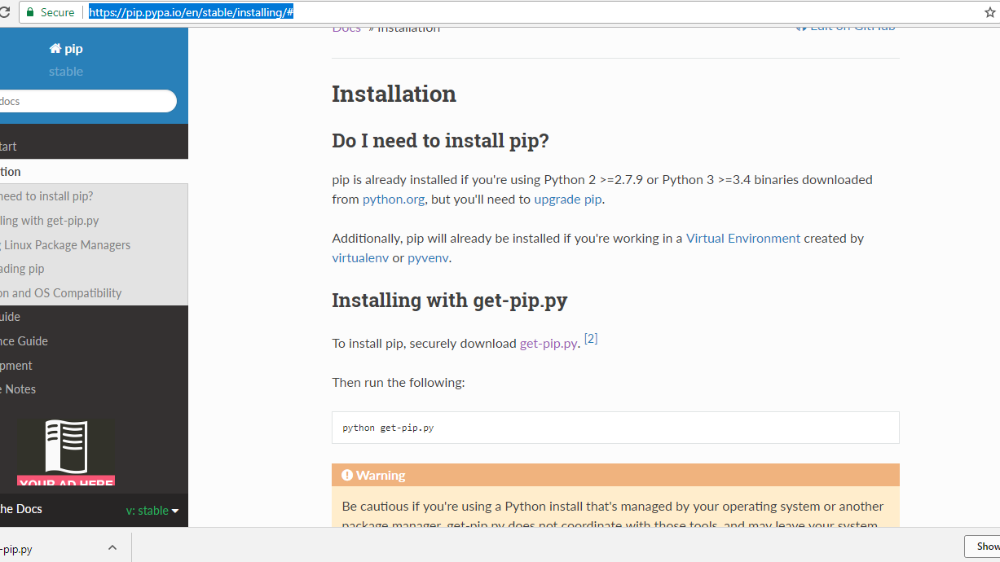 Secure
https://pip.pypa.io/en/stable/installing/#
Docs » Installation
Edit on GitHub
pip
stable
docs
tart
tion
need to install pip?
ling with get-pip.py
Linux Package Managers
ading pip
on and OS Compatibility
uide
nce Guide
pment
e Notes
YOUR AD HERE
he Docs
v: stable
Installation
Do I need to install pip?
pip is already installed if you're using Python 2 >=2.7.9 or Python 3 >=3.4 binaries downloaded
from python.org, but you'll need to upgrade pip.
Additionally, pip will already be installed if you're working in a Virtual Environment created by
virtualenv or pyvenv.
Installing with get-pip.py
To install pip, securely download get-pip.py. [2]
Then run the following:
python get-pip.py
Warning
Be cautious if you're using a Python install that's managed by your operating system or another
package manager. get-pip.py does not coordinate with those tools, and may leave your system
-pip.py
Show